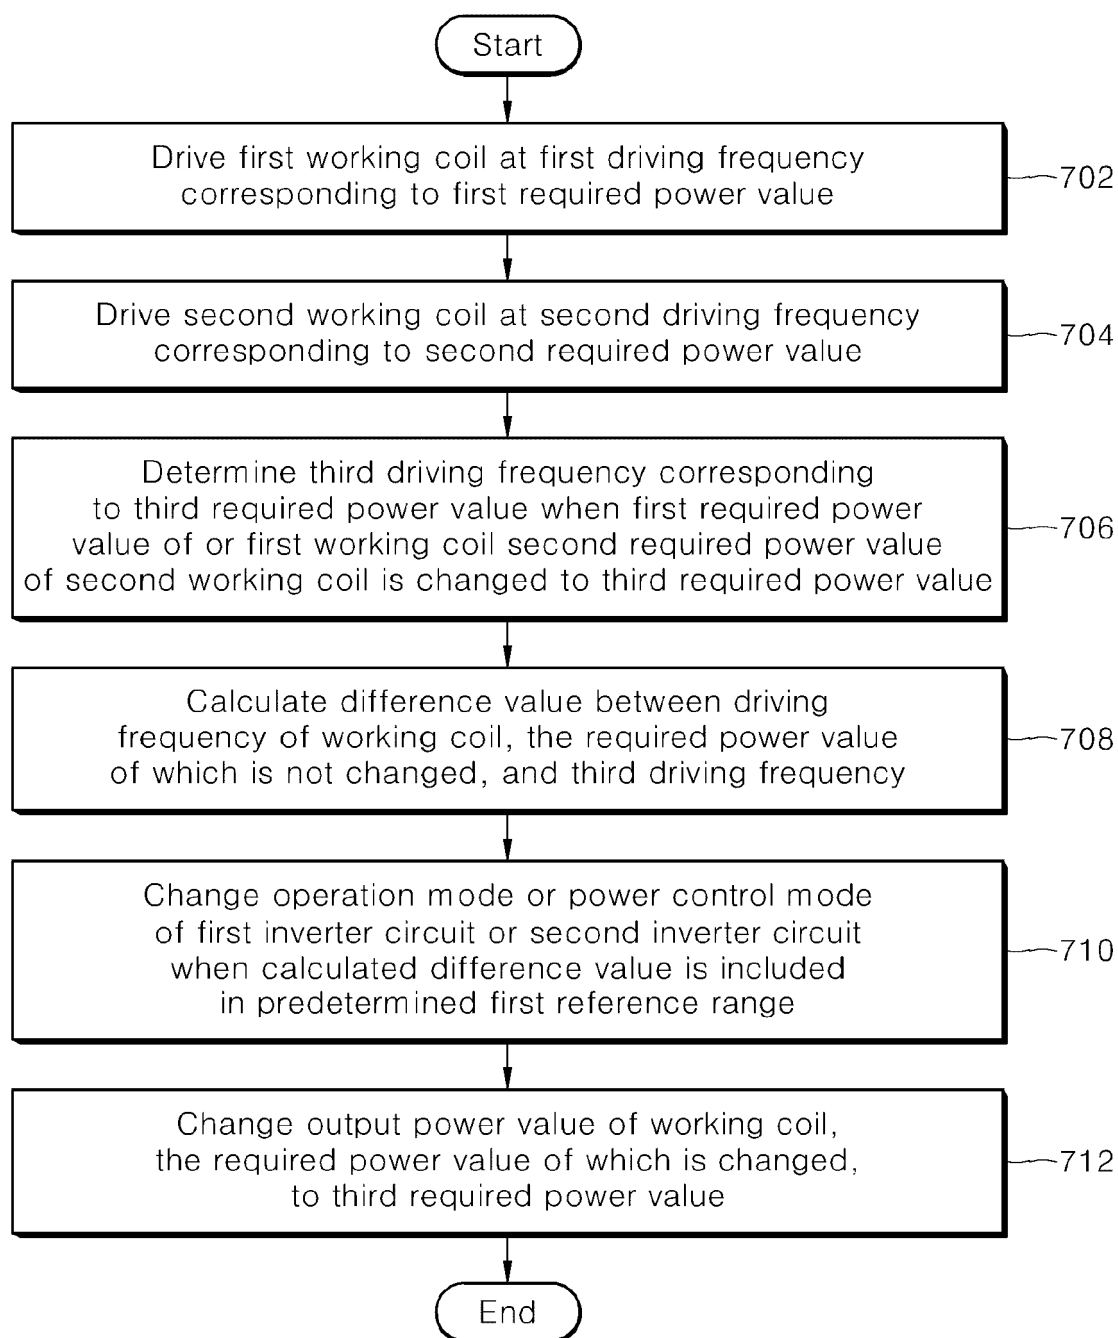 Start
Drive first working coil at first driving frequency
corresponding to first required power value
702
Drive second working coil at second driving frequency
corresponding to second required power value
704
Determine third driving frequency corresponding
to third required power value when first required power
value of or first working coil second required power value
of second working coil is changed to third required power value
706
Calculate difference value between driving
frequency of working coil, the required power value
of which is not changed, and third driving frequency
708
Change operation mode or power control mode
of first inverter circuit or second inverter circuit
when calculated difference value is included
in predetermined first reference range
710
Change output power value of working coil,
the required power value of which is changed,
to third required power value
712
End